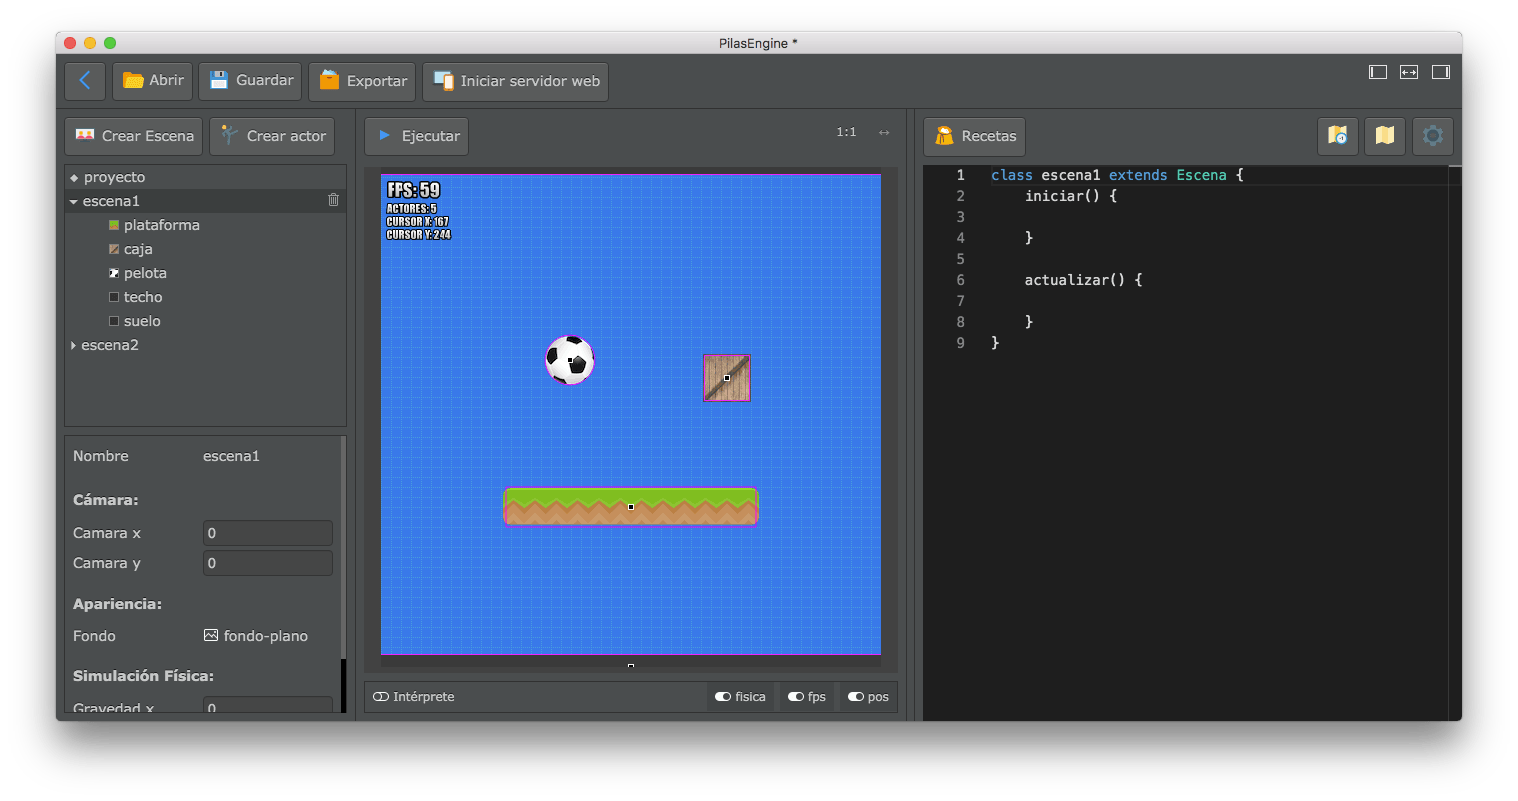 PilasEngine *
Abrir Guardar Exportar Iniciar servidor web
Crear Escena Crear actor
proyecto
escena1
plataforma
caja
pelota
techo
suelo
escena2
Nombre escena1
Cámara:
Camara x 0
Camara y 0
Apariencia:
Fondo fondo-plano
Simulación Física:
Gravedad x 0
Ejecutar 1:1
FPS: 59
ACTORES: 5
CURSOR X: 167
CURSOR Y: 244
Intérprete fisica fps pos
Recetas
1 class escena1 extends Escena {
2 iniciar() {
3
4 }
5
6 actualizar() {
7
8 }
9 }